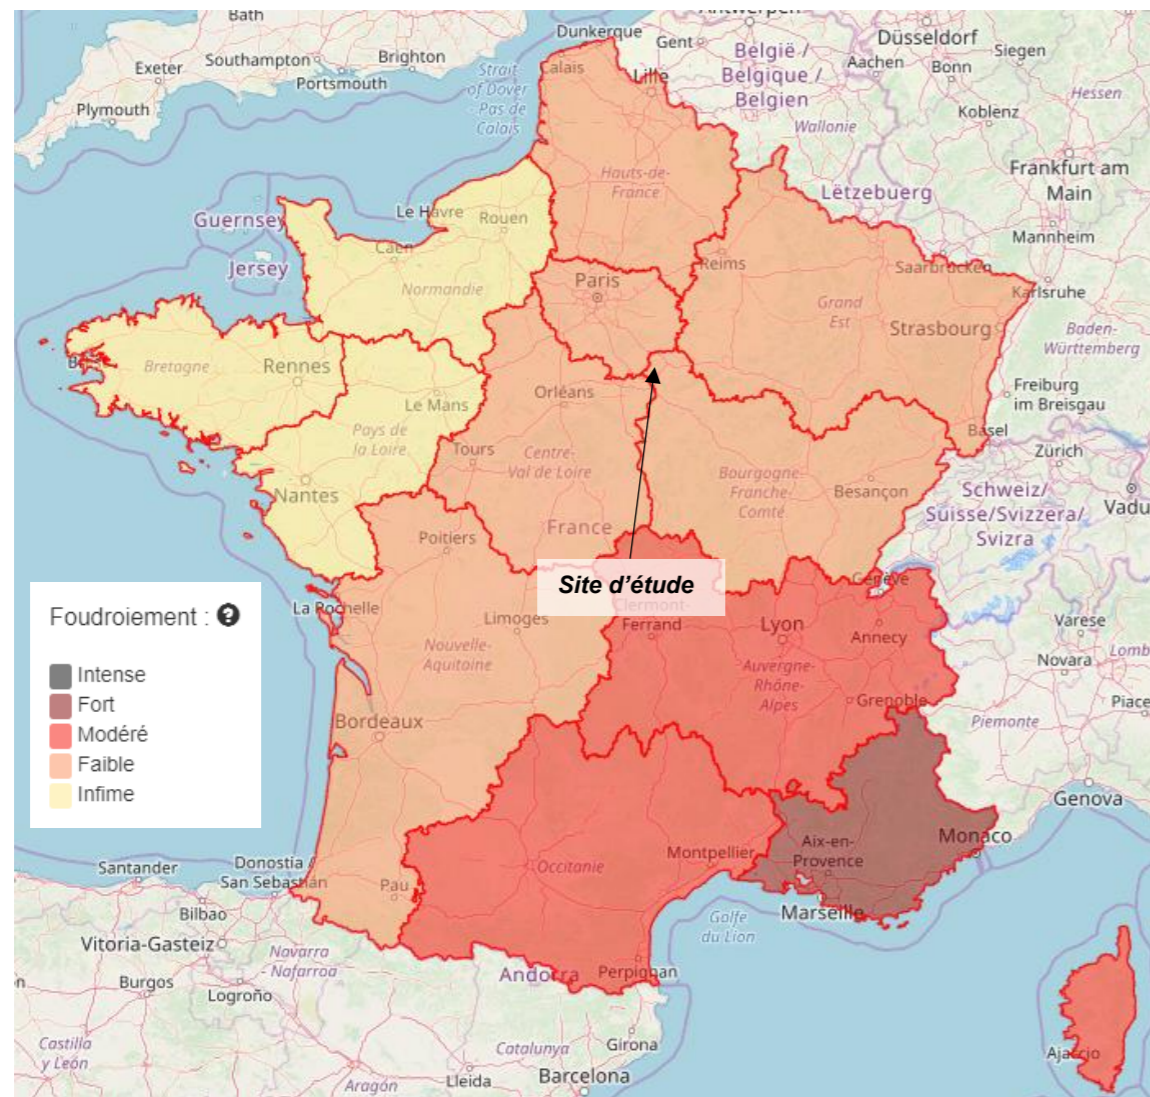 Bath
Antwerpen
Dunkerque
Gent
Düsseldorf
Siegen
Exeter
Southampton
Brighton
Portsmouth
Plymouth
Strait
of Dover
- Pas de
Calais
Calais
Lille
België /
Belgique /
Belgien
Aachen
Bonn
Hessen
Koblenz
Wallonie
Frankfurt am
Main
Lëtzebuerg
Mannheim
Hauts-de-
France
Guernsey
Le Havre
Rouen
Caen
Jersey
Normandie
Paris
Reims
Saarbrücken
Karlsruhe
Grand
Est
Strasbourg
Baden-
Württemberg
Bretagne
Rennes
Le Mans
Orléans
Freiburg
im Breisgau
Pays de
la Loire
Tours
Centre-
Val de Loire
Basel
Zürich
Nantes
Bourgogne-
Franche-
Comté
Besançon
Schweiz/
Suisse/Svizzera/
Svizra
Vadu
France
Poitiers
Site d’étude
Genève
La Rochelle
Limoges
Clermont-
Ferrand
Lyon
Annecy
Varese
Lomb
Novara
Nouvelle-
Aquitaine
Auvergne-
Rhône-
Alpes
Grenoble
Piace
Piemonte
Bordeaux
Genova
Foudroiement : ?
Intense
Fort
Modéré
Faible
Infime
Aix-en-
Provence
Monaco
Montpellier
Occitanie
Marseille
Golfe
du Lion
Santander
Donostia /
San Sebastián
Pau
Bilbao
Vitoria-Gasteiz
Navarra
- Nafarroa
Andorra
Perpignan
Burgos
Logroño
Castilla
y León
Catalunya
Girona
Aragón
Lleida
Barcelona
Ajaccio